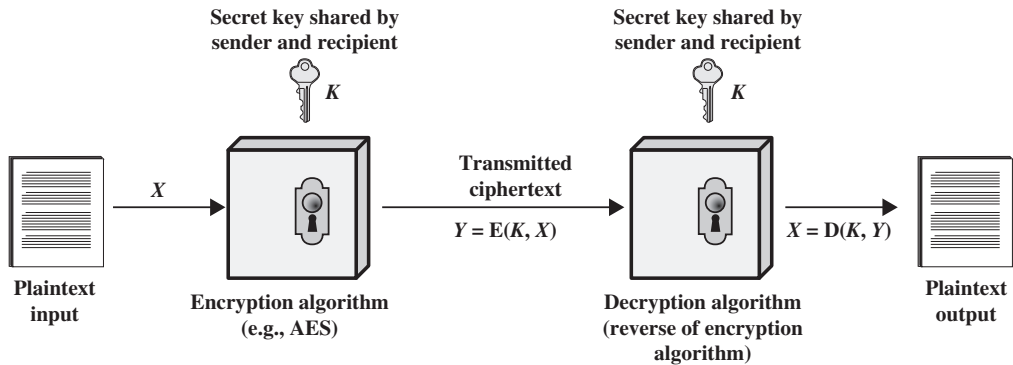 Secret key shared by
sender and recipient
K
Secret key shared by
sender and recipient
K
Plaintext
input
X
Encryption algorithm
(e.g., AES)
Transmitted
ciphertext
Y = E(K, X)
Decryption algorithm
(reverse of encryption
algorithm)
X = D(K, Y)
Plaintext
output